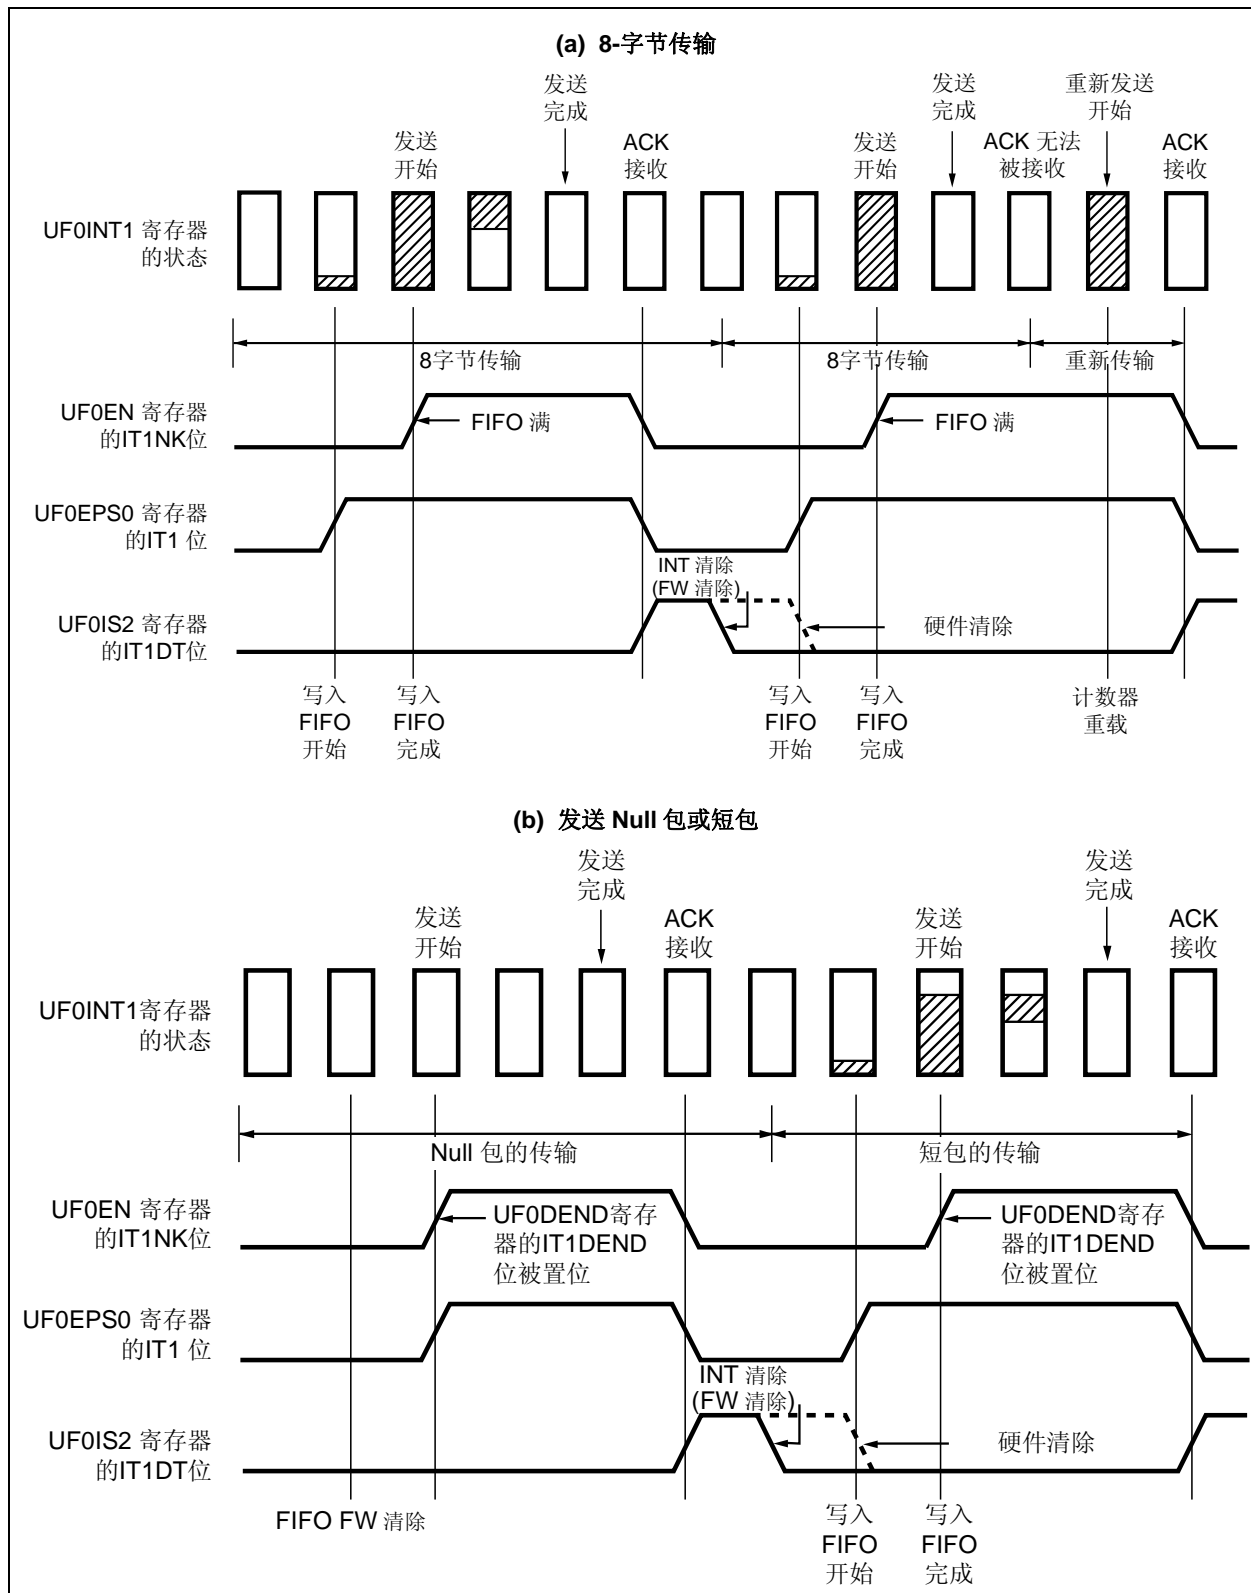 (a) 8-字节传输
发送
完成
发送
完成
重新发送
开始
发送
开始
ACK
接收
发送
开始
ACK 无法
被接收
ACK
接收
UF0INT1 寄存器
的状态
8字节传输
8字节传输
重新传输
UF0EN 寄存器
的IT1NK位
FIFO 满
FIFO 满
UF0EPS0 寄存器
的IT1 位
INT 清除
(FW 清除)
UF0IS2 寄存器
的IT1DT位
硬件清除
写入
FIFO
开始
写入
FIFO
完成
写入
FIFO
开始
写入
FIFO
完成
计数器
重载
(b) 发送 Null 包或短包
发送
完成
发送
完成
发送
开始
ACK
接收
发送
开始
ACK
接收
UF0INT1寄存器
的状态
Null 包的传输
短包的传输
UF0EN 寄存器
的IT1NK位
UF0DEND寄存
器的IT1DEND
位被置位
UF0DEND寄存
器的IT1DEND
位被置位
UF0EPS0 寄存器
的IT1 位
INT 清除
(FW 清除)
UF0IS2 寄存器
的IT1DT位
硬件清除
FIFO FW 清除
写入
FIFO
开始
写入
FIFO
完成